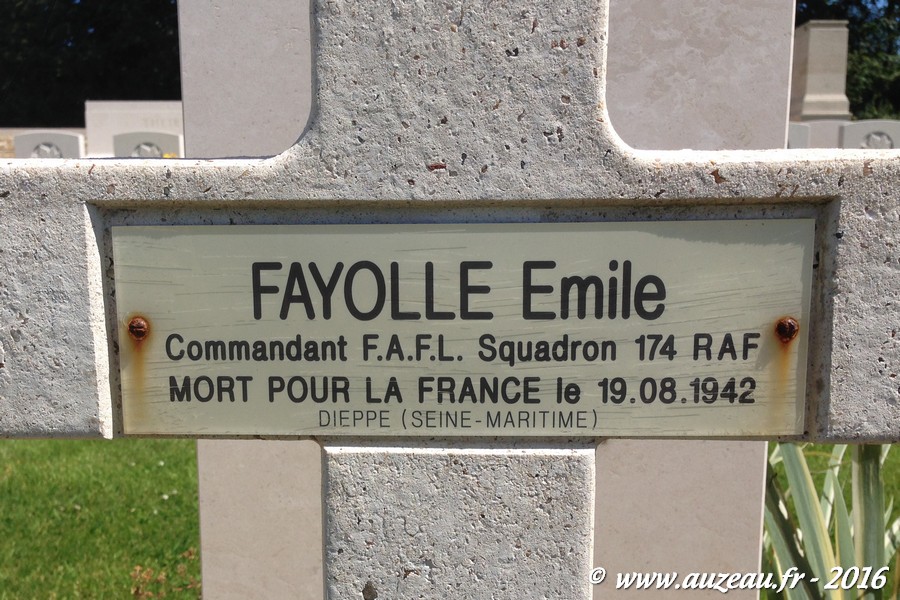 FAYOLLE Emile
Commandant F.A.F.L. Squadron 174 RAF
MORT POUR LA FRANCE le 19.08.1942
DIEPPE (SEINE-MARITIME)
© www.auzeau.fr - 2016